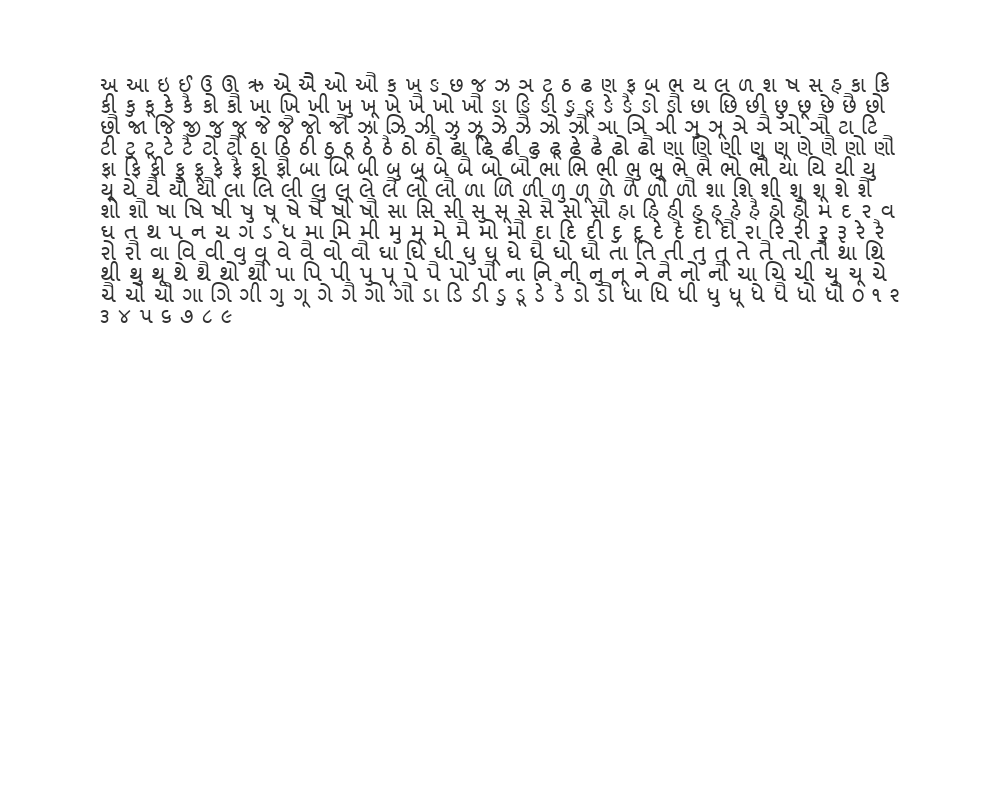 અ આ ઇ ઈ ઉ ઊ ઋ એ ઐ ઓ ઔ ક ખ ઙ છ જ ઝ ઞ ટ ઠ ઢ ણ ફ બ ભ ય લ ળ શ ષ સ હ કા કિ
કી કુ કૂ કે કૈ કો કૌ ખા ખિ ખી ખુ ખૂ ખે ખૈ ખો ખૌ ઙા ઙિ ઙી ઙુ ઙૂ ઙે ઙૈ ઙો ઙૌ છા છિ છી છુ છૂ છે છૈ છો
છૌ જા જિ જી જુ જૂ જે જૈ જો જૌ ઝા ઝિ ઝી ઝુ ઝૂ ઝે ઝૈ ઝો ઝૌ ઞા ઞિ ઞી ઞુ ઞૂ ઞે ઞૈ ઞો ઞૌ ટા ટિ
ટી ટુ ટૂ ટે ટૈ ટો ટૌ ઠા ઠિ ઠી ઠુ ઠૂ ઠે ઠૈ ઠો ઠૌ ઢા ઢિ ઢી ઢુ ઢૂ ઢે ઢૈ ઢો ઢૌ ણા ણિ ણી ણુ ણૂ ણે ણૈ ણો ણૌ
ફા ફિ ફી ફુ ફૂ ફે ફૈ ફો ફૌ બા બિ બી બુ બૂ બે બૈ બો બૌ ભા ભિ ભી ભુ ભૂ ભે ભૈ ભો ભૌ યા યિ યી યુ
યૂ યે યૈ યો યૌ લા લિ લી લુ લૂ લે લૈ લો લૌ ળા ળિ ળી ળુ ળૂ ળે ળૈ ળો ળૌ શા શિ શી શુ શૂ શે શૈ
શો શૌ ષા ષિ ષી ષુ ષૂ ષે ષૈ ષો ષૌ સા સિ સી સુ સૂ સે સૈ સો સૌ હા હિ હી હુ હૂ હે હૈ હો હૌ મ દ ર વ
ઘ ત થ પ ન ચ ગ ડ ધ મા મિ મી મુ મૂ મે મૈ મો મૌ દા દિ દી દુ દૂ દે દૈ દો દૌ રા રિ રી રુ રૂ રે રૈ
રો રૌ વા વિ વી વુ વૂ વે વૈ વો વૌ ઘા ઘિ ઘી ઘુ ઘૂ ઘે ઘૈ ઘો ઘૌ તા તિ તી તુ તૂ તે તૈ તો તૌ થા થિ
થી થુ થૂ થે થૈ થો થૌ પા પિ પી પુ પૂ પે પૈ પો પૌ ના નિ ની નુ નૂ ને નૈ નો નૌ ચા ચિ ચી ચુ ચૂ ચે
ચૈ ચો ચૌ ગા ગિ ગી ગુ ગૂ ગે ગૈ ગો ગૌ ડા ડિ ડી ડુ ડૂ ડે ડૈ ડો ડૌ ધા ધિ ધી ધુ ધૂ ધે ધૈ ધો ધૌ ૦ ૧ ૨
૩ ૪ ૫ ૬ ૭ ૮ ૯